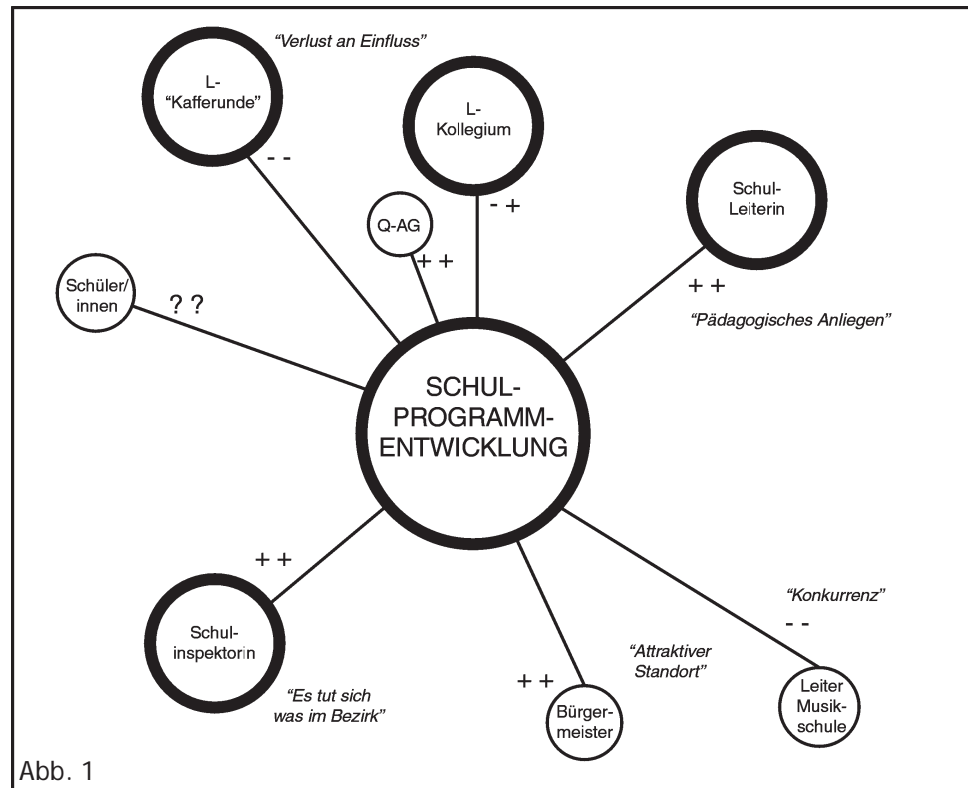 “Verlust an Einfluss”
L-
“Kafferunde”
- -
L-
Kollegium
- +
Q-AG
+ +
Schul-
Leiterin
+ +
“Pädagogisches Anliegen”
Schüler/
innen
? ?
SCHUL-
PROGRAMM-
ENTWICKLUNG
+ +
Schul-
inspektorin
“Es tut sich
was im Bezirk”
“Attraktiver
Standort”
+ +
Bürger-
meister
“Konkurrenz”
- -
Leiter
Musik-
schule
Abb. 1